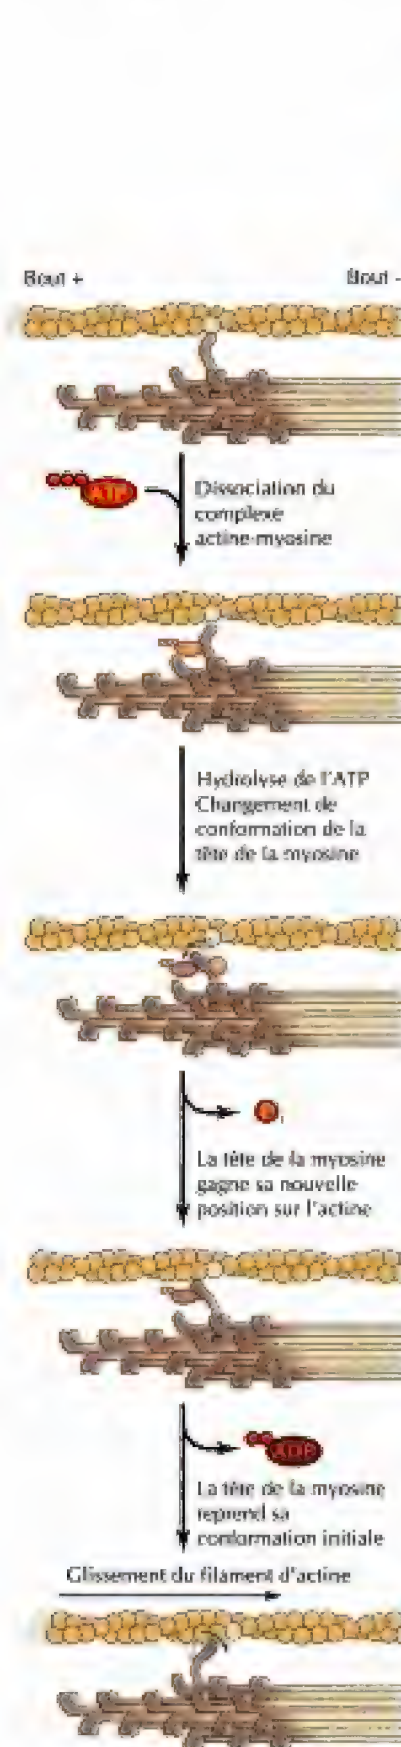 Bout + Bout -
ATP
Dissociation du
complexe
actine-myosine
Hydrolyse de l'ATP
Changement de
conformation de la
tête de la myosine
La tête de la myosine
gagne sa nouvelle
position sur l'actine
ADP
La tête de la myosine
reprend sa
conformation initiale
Glissement du filament d'actine